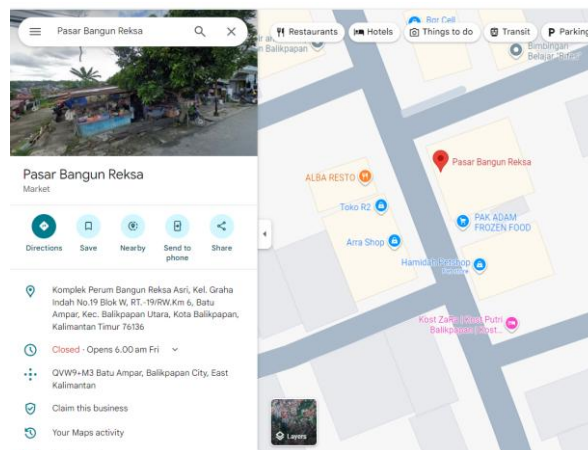 Pasar Bangun Reksa
Restaurants
Hotels
Things to do
Transit
Parking
Bor Cell
n Balikpapan
Bimbingan
Belajar "Bites"
Pasar Bangun Reksa
Market
Directions
Save
Nearby
Send to
phone
Share
Komplek Perum Bangun Reksa Asri, Kel. Graha
Indah No.19 Blok W, RT.-19/RW.Km 6, Batu
Ampar, Kec. Balikpapan Utara, Kota Balikpapan,
Kalimantan Timur 76136
Closed · Opens 6.00 am Fri
QVW9+M3 Batu Ampar, Balikpapan City, East
Kalimantan
Claim this business
Your Maps activity
Pasar Bangun Reksa
ALBA RESTO
Toko R2
PAK ADAM
FROZEN FOOD
Arra Shop
Hamidah Petshop
Kost ZaRa | Kost Putri
Balikpapan | Kost...
Layers